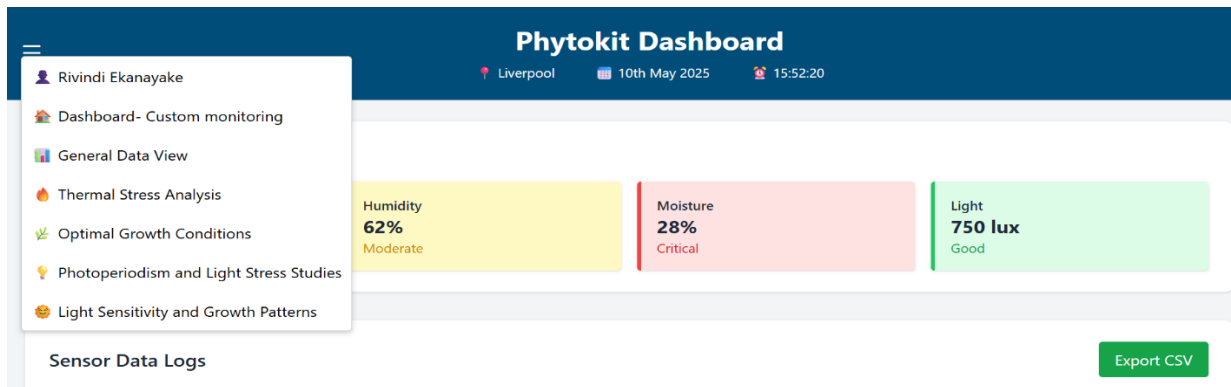 Phytokit Dashboard
Liverpool 10th May 2025 15:52:20
Rivindi Ekanayake
Dashboard- Custom monitoring
General Data View
Thermal Stress Analysis
Optimal Growth Conditions
Photoperiodism and Light Stress Studies
Light Sensitivity and Growth Patterns
Humidity
62%
Moderate
Moisture
28%
Critical
Light
750 lux
Good
Sensor Data Logs
Export CSV